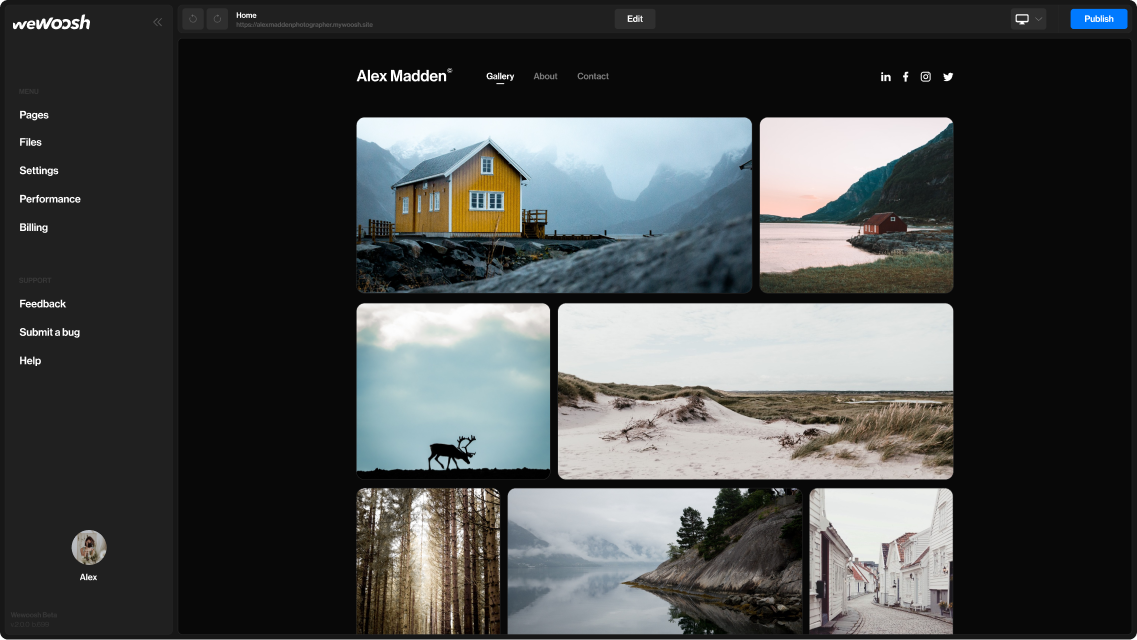 wewoosh
MENU
Pages
Files
Settings
Performance
Billing
SUPPORT
Feedback
Submit a bug
Help
Alex
Wewoosh Beta
Home
https://alexmaddenphotographer.mywoosh.site
Edit
Publish
Alex Madden©
Gallery
About
Contact